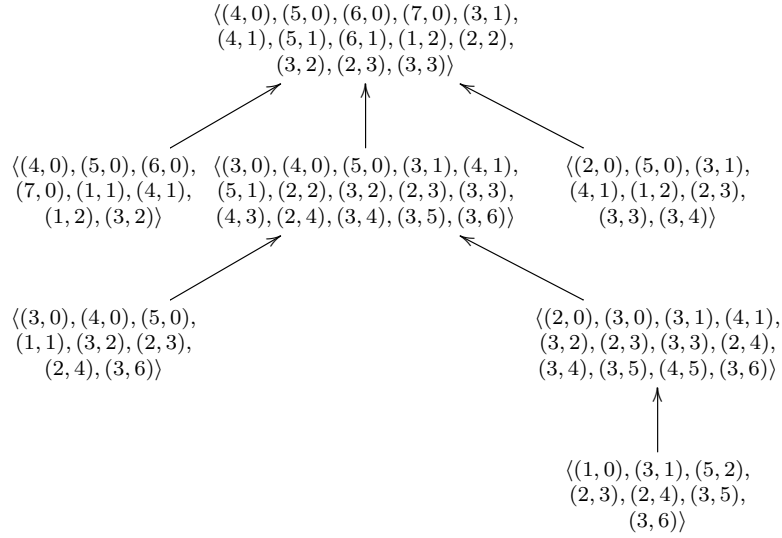 ⟨(4, 0), (5, 0), (6, 0), (7, 0), (3, 1),
(4, 1), (5, 1), (6, 1), (1, 2), (2, 2),
(3, 2), (2, 3), (3, 3)⟩
⟨(4, 0), (5, 0), (6, 0),
(7, 0), (1, 1), (4, 1),
(1, 2), (3, 2)⟩
⟨(3, 0), (4, 0), (5, 0), (3, 1), (4, 1),
(5, 1), (2, 2), (3, 2), (2, 3), (3, 3),
(4, 3), (2, 4), (3, 4), (3, 5), (3, 6)⟩
⟨(2, 0), (5, 0), (3, 1),
(4, 1), (1, 2), (2, 3),
(3, 3), (3, 4)⟩
⟨(3, 0), (4, 0), (5, 0),
(1, 1), (3, 2), (2, 3),
(2, 4), (3, 6)⟩
⟨(2, 0), (3, 0), (3, 1), (4, 1),
(3, 2), (2, 3), (3, 3), (2, 4),
(3, 4), (3, 5), (4, 5), (3, 6)⟩
⟨(1, 0), (3, 1), (5, 2),
(2, 3), (2, 4), (3, 5),
(3, 6)⟩